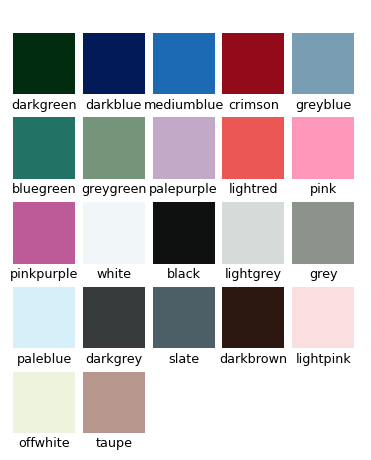 darkgreen darkblue mediumblue crimson greyblue
bluegreen greygreen palepurple lightred pink
pinkpurple white black lightgrey grey
paleblue darkgrey slate darkbrown lightpink
offwhite taupe